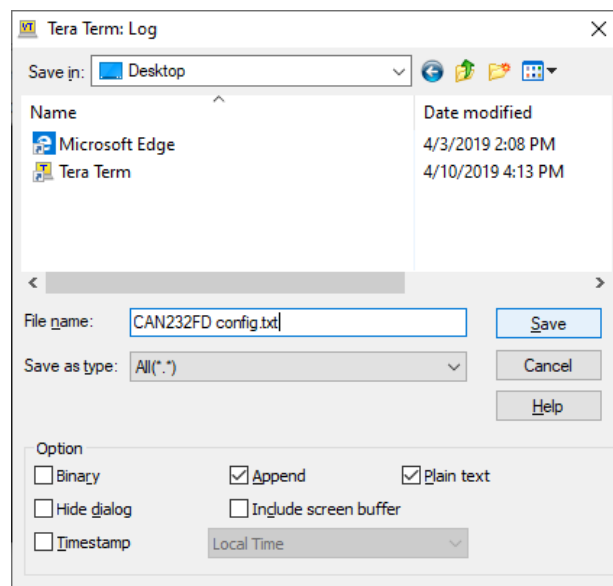 VT Tera Term: Log
Save in: Desktop
Name Date modified
Microsoft Edge 4/3/2019 2:08 PM
Tera Term 4/10/2019 4:13 PM
File name: CAN232FD config.txt Save
Save as type: All(*.*) Cancel
Help
Option
Binary Append Plain text
Hide dialog Include screen buffer
Timestamp Local Time